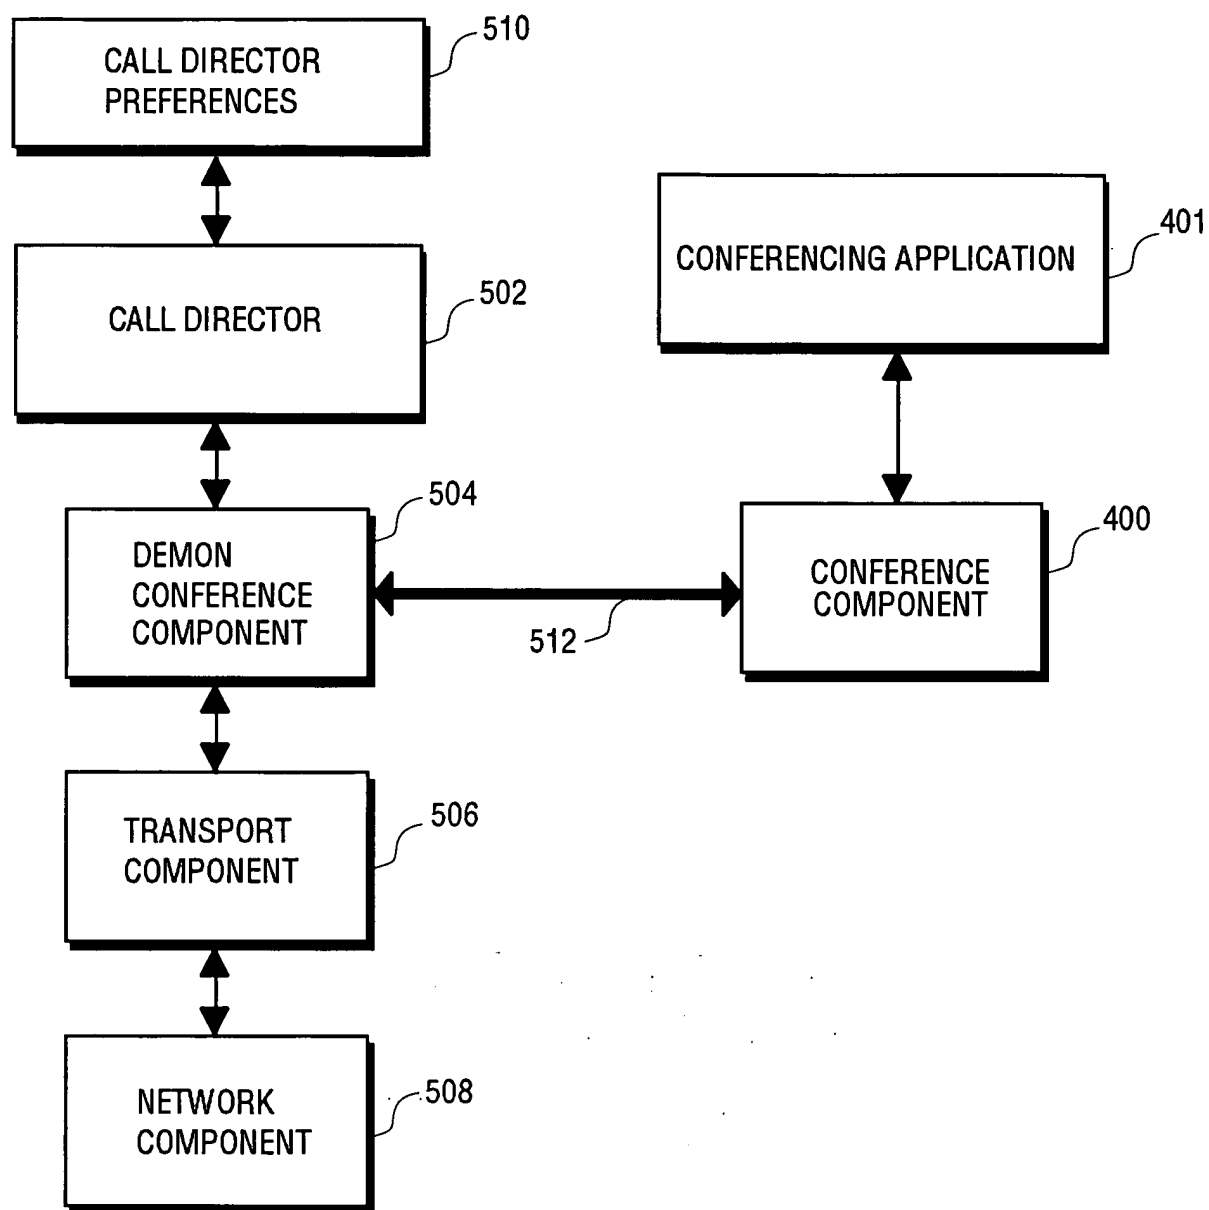 510
CALL DIRECTOR
PREFERENCES
401
CONFERENCING APPLICATION
502
CALL DIRECTOR
504
DEMON
CONFERENCE
COMPONENT
400
CONFERENCE
COMPONENT
512
506
TRANSPORT
COMPONENT
508
NETWORK
COMPONENT